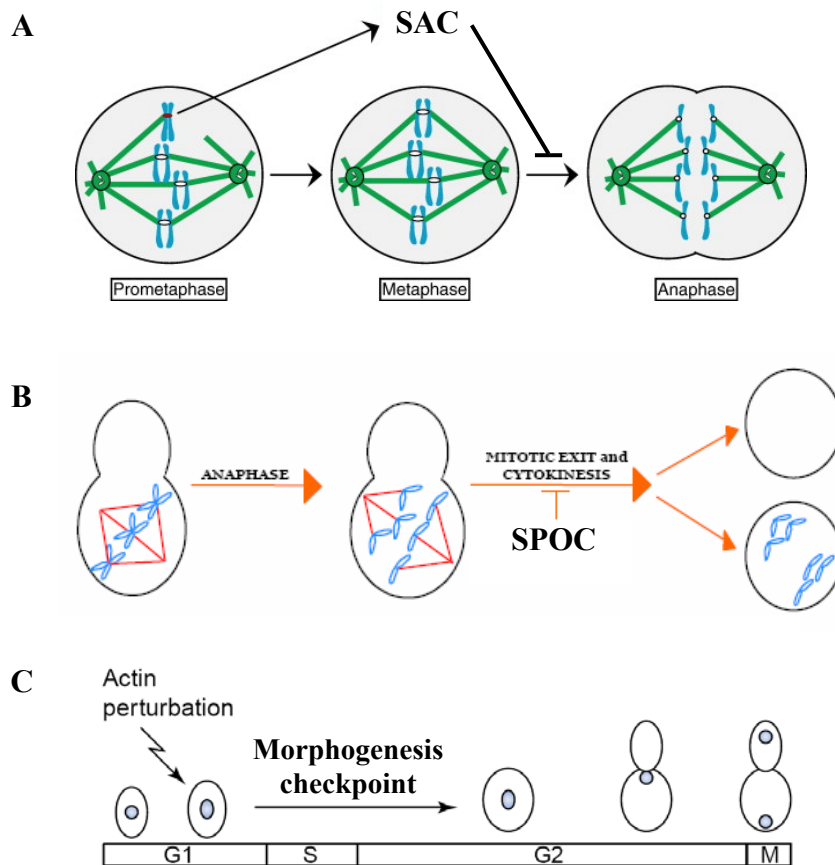 A
SAC
Prometaphase
Metaphase
Anaphase
B
ANAPHASE
MITOTIC EXIT and
CYTOKINESIS
SPOC
C
Actin
perturbation
Morphogenesis
checkpoint
G1
S
G2
M